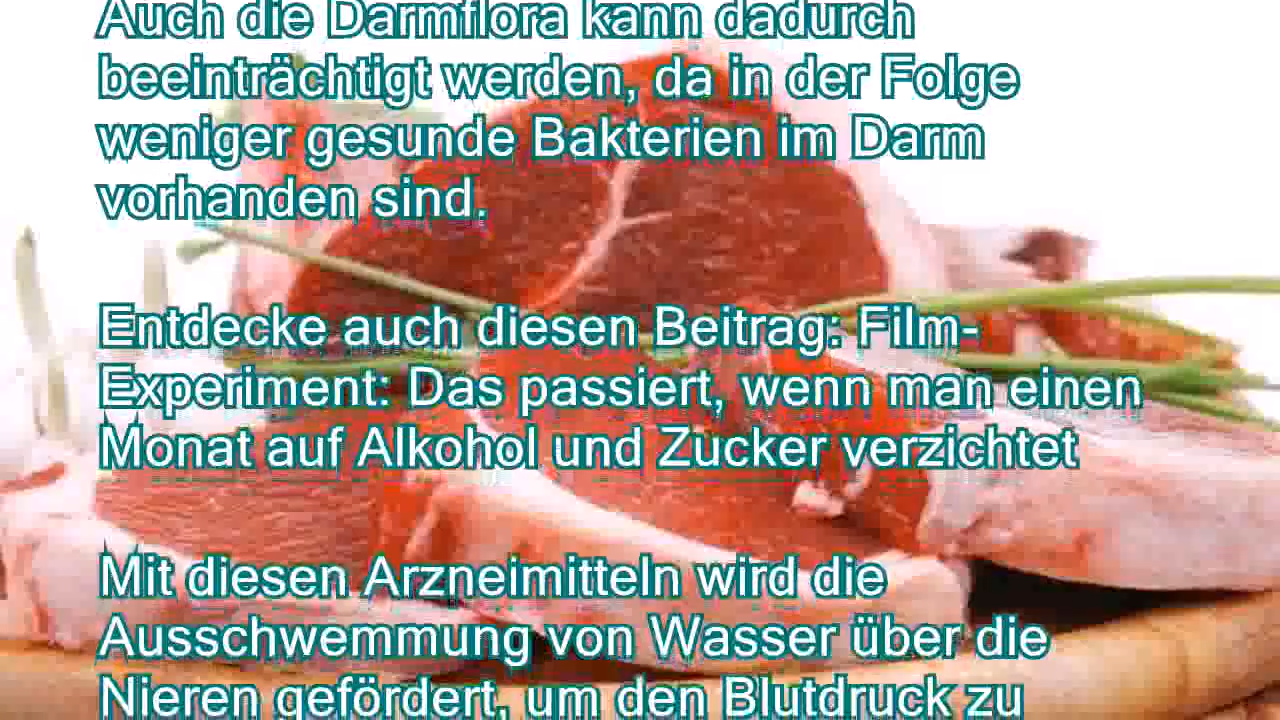 Auch die Darmflora kann dadurch
beeinträchtigt werden, da in der Folge
weniger gesunde Bakterien im Darm
vorhanden sind.
Entdecke auch diesen Beitrag: Film-
Experiment: Das passiert, wenn man einen
Monat auf Alkohol und Zucker verzichtet
Mit diesen Arzneimitteln wird die
Ausschwemmung von Wasser über die
Nieren gefördert, um den Blutdruck zu